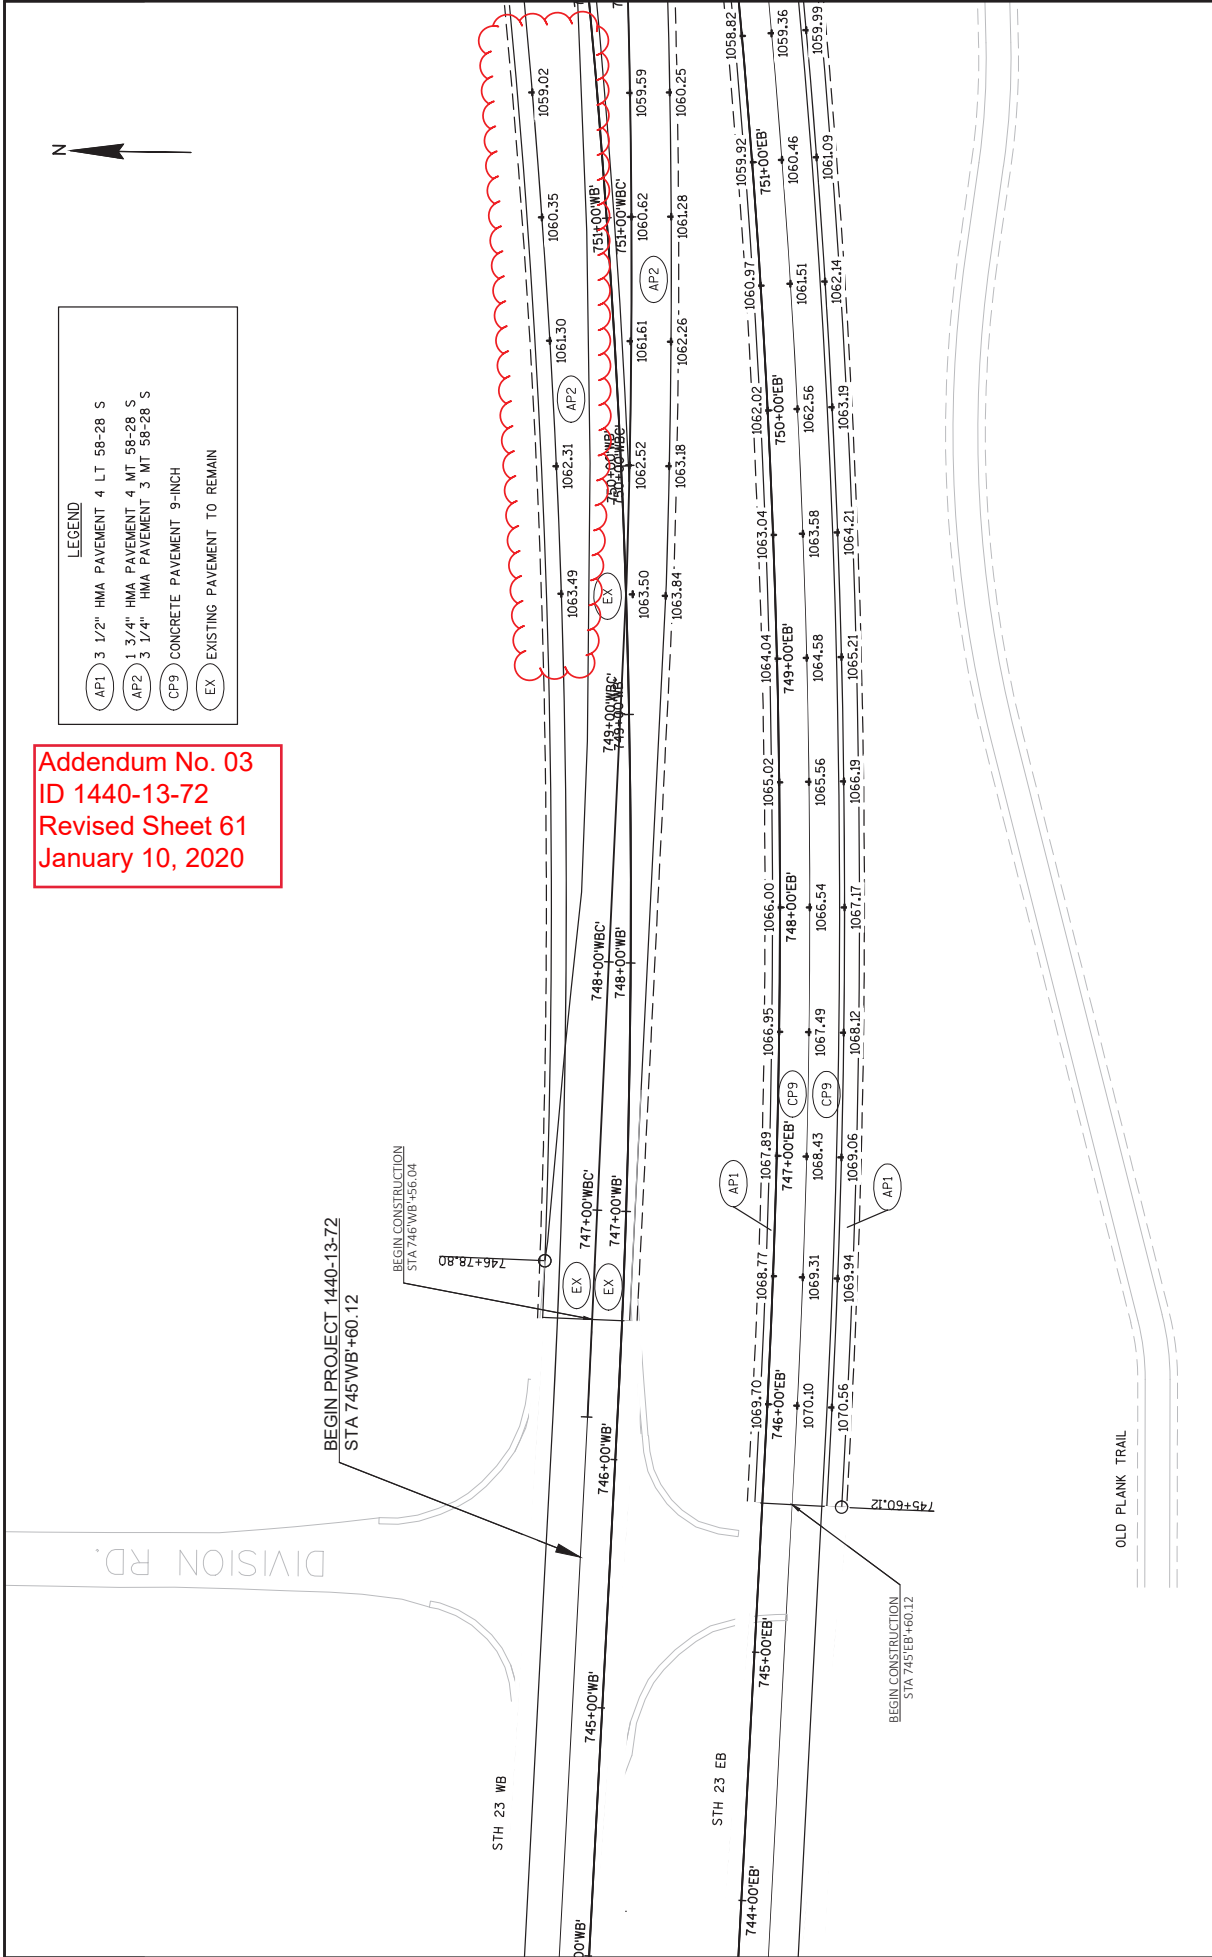 N
LEGEND
AP1 3 1/2" HMA PAVEMENT 4 LT 58-28 S
AP2 1 3/4" HMA PAVEMENT 4 MT 58-28 S
3 1/4" HMA PAVEMENT 3 MT 58-28 S
CP9 CONCRETE PAVEMENT 9-INCH
EX EXISTING PAVEMENT TO REMAIN
Addendum No. 03
ID 1440-13-72
Revised Sheet 61
January 10, 2020
BEGIN PROJECT 1440-13-72
STA 745'WB'+60.12
BEGIN CONSTRUCTION
STA 746'WB'+56.04
746+78.80
DIVISION RD.
STH 23 WB
1063.49
1062.31
1061.30
1060.35
1059.02
AP2
00'WB'
745+00'WB'
746+00'WB'
747+00'WBC'
747+00'WB'
748+00'WBC'
748+00'WB'
749+00'WBC'
749+00'WB'
750+00'WB'
750+00'WBC'
751+00'WB'
751+00'WBC'
EX
EX
EX
1063.50
1062.52
1061.61
1060.62
1059.59
AP2
1063.84
1063.18
1062.26
1061.28
1060.25
STH 23 EB
1069.70
1068.77
1067.89
1066.95
1066.00
1065.02
1064.04
1063.04
1062.02
1060.97
1059.92
1058.82
744+00'EB'
745+00'EB'
746+00'EB'
747+00'EB'
748+00'EB'
749+00'EB'
750+00'EB'
751+00'EB'
AP1
CP9
CP9
AP1
1070.10
1069.31
1068.43
1067.49
1066.54
1065.56
1064.58
1063.58
1062.56
1061.51
1060.46
1059.36
1070.56
1069.94
1069.06
1068.12
1067.17
1066.19
1065.21
1064.21
1063.19
1062.14
1061.09
1059.99
745+60.12
BEGIN CONSTRUCTION
STA 745'EB'+60.12
OLD PLANK TRAIL